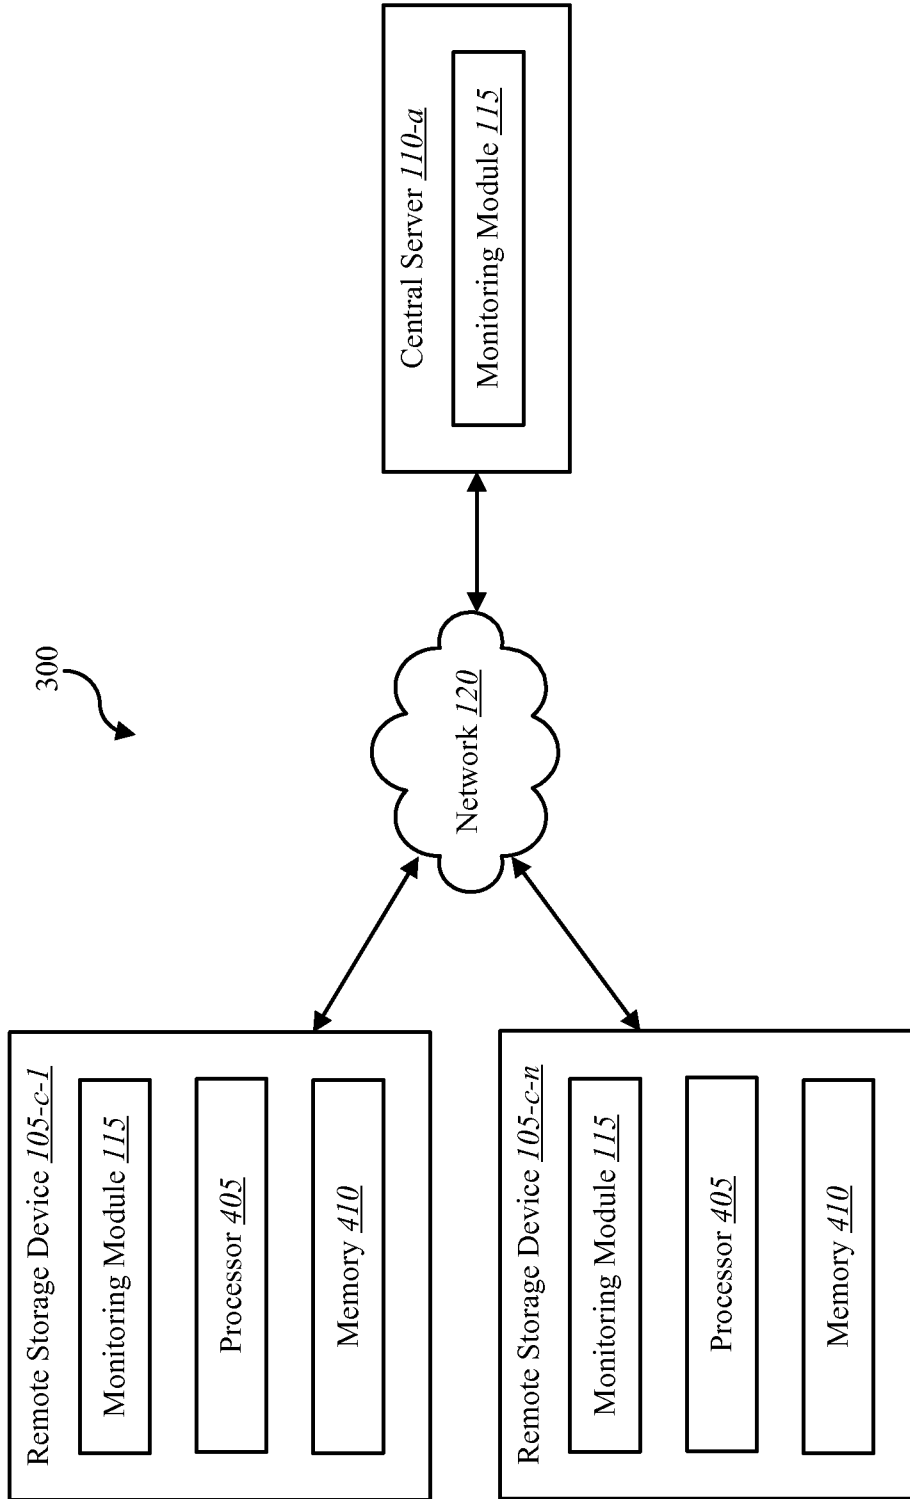 300
Remote Storage Device 105-c-1
Monitoring Module 115
Processor 405
Memory 410
Remote Storage Device 105-c-n
Monitoring Module 115
Processor 405
Memory 410
Network 120
Central Server 110-a
Monitoring Module 115